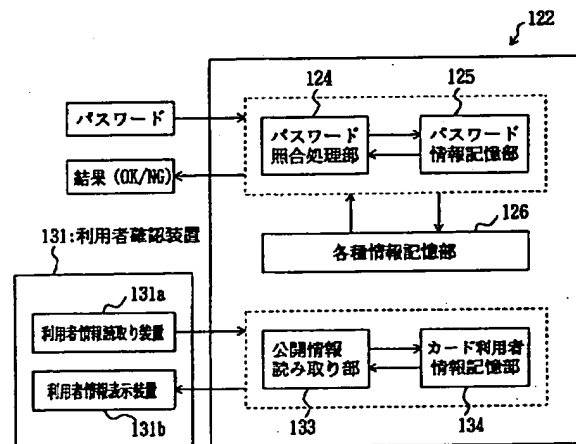 122
124
125
パスワード
パスワード
照合処理部
パスワード
情報記憶部
結果 (OK/NG)
126
131:利用者確認装置
各種情報記憶部
131a
利用者情報読取り装置
公開情報
読み取り部
カード利用者
情報記憶部
利用者情報表示装置
131b
133
134